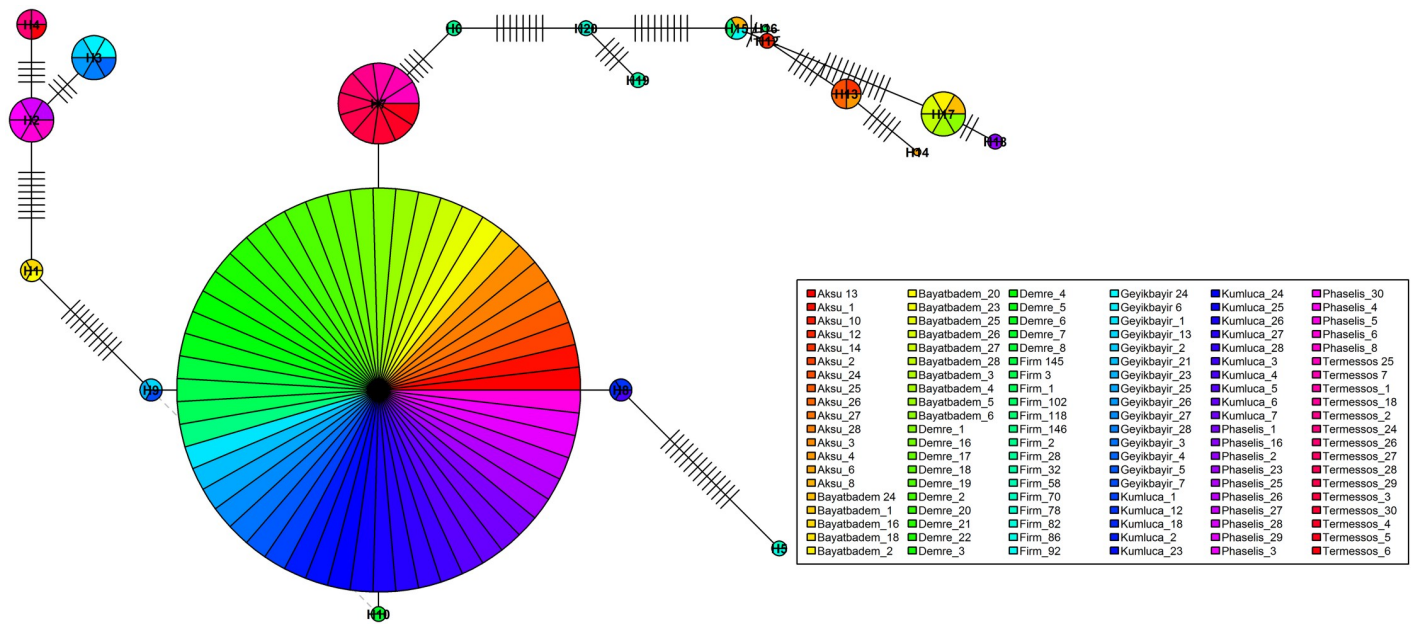 H4
H3
H2
H1
H9
H7
H6
H20
H19
H15
H16
H12
H13
H14
H17
H18
H8
H5
H10
Aksu 13 Bayatbadem_20 Demre_4 Geyikbayir 24 Kumluca_24 Phaselis_30
Aksu_1 Bayatbadem_23 Demre_5 Geyikbayir 6 Kumluca_25 Phaselis_4
Aksu_10 Bayatbadem_25 Demre_6 Geyikbayir_1 Kumluca_26 Phaselis_5
Aksu_12 Bayatbadem_26 Demre_7 Geyikbayir_13 Kumluca_27 Phaselis_6
Aksu_14 Bayatbadem_27 Demre_8 Geyikbayir_2 Kumluca_28 Phaselis_8
Aksu_2 Bayatbadem_28 Firm 145 Geyikbayir_21 Kumluca_3 Termessos 25
Aksu_24 Bayatbadem_3 Firm 3 Geyikbayir_23 Kumluca_4 Termessos 7
Aksu_25 Bayatbadem_4 Firm_1 Geyikbayir_25 Kumluca_5 Termessos_1
Aksu_26 Bayatbadem_5 Firm_102 Geyikbayir_26 Kumluca_6 Termessos_18
Aksu_27 Bayatbadem_6 Firm_118 Geyikbayir_27 Kumluca_7 Termessos_2
Aksu_28 Demre_1 Firm_146 Geyikbayir_28 Phaselis_1 Termessos_24
Aksu_3 Demre_16 Firm_2 Geyikbayir_3 Phaselis_16 Termessos_26
Aksu_4 Demre_17 Firm_28 Geyikbayir_4 Phaselis_2 Termessos_27
Aksu_6 Demre_18 Firm_32 Geyikbayir_5 Phaselis_23 Termessos_28
Aksu_8 Demre_19 Firm_58 Geyikbayir_7 Phaselis_25 Termessos_29
Bayatbadem 24 Demre_2 Firm_70 Kumluca_1 Phaselis_26 Termessos_3
Bayatbadem_1 Demre_20 Firm_78 Kumluca_12 Phaselis_27 Termessos_30
Bayatbadem_16 Demre_21 Firm_82 Kumluca_18 Phaselis_28 Termessos_4
Bayatbadem_18 Demre_22 Firm_86 Kumluca_2 Phaselis_29 Termessos_5
Bayatbadem_2 Demre_3 Firm_92 Kumluca_23 Phaselis_3 Termessos_6